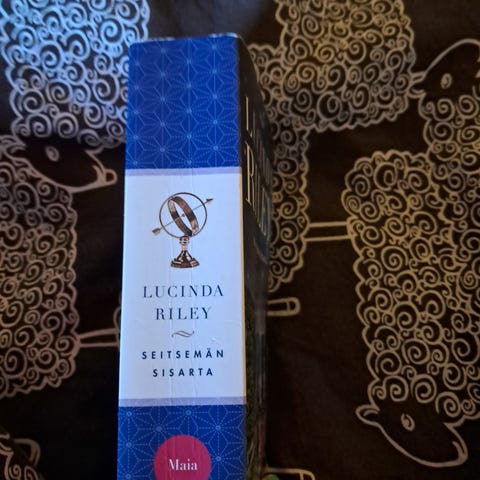 LUCINDA
RILEY
SEITSEMÄN
SISARTA
Maia